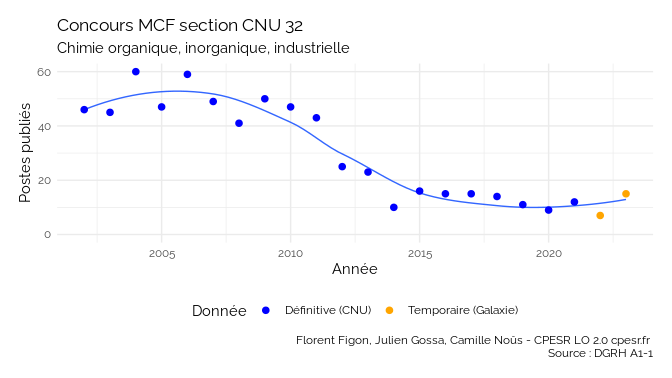 Concours MCF section CNU 32
Chimie organique, inorganique, industrielle
Postes publiés
60
40
20
0
2005 2010 2015 2020
Année
Donnée Définitive (CNU) Temporaire (Galaxie)
Florent Figon, Julien Gossa, Camille Noûs - CPESR LO 2.0 cpesr.fr
Source : DGRH A1-1